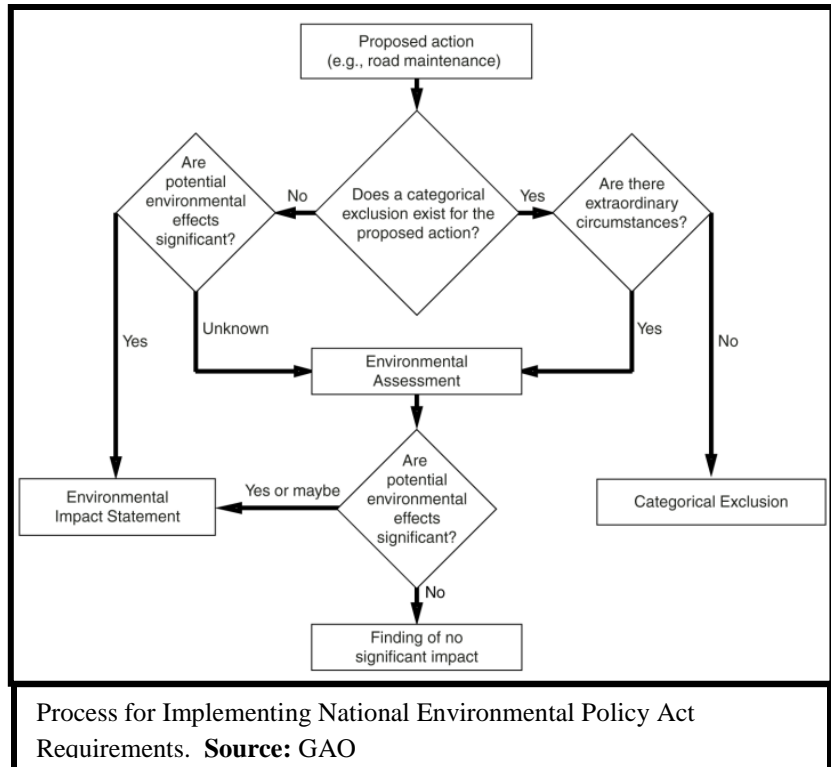 Proposed action
(e.g., road maintenance)
Are
potential
environmental
effects
significant?
No
Does a categorical
exclusion exist for the
proposed action?
Yes
Are there
extraordinary
circumstances?
Yes
Unknown
Yes
No
Environmental
Assessment
Environmental
Impact Statement
Yes or maybe
Are
potential
environmental
effects
significant?
Categorical Exclusion
No
Finding of no
significant impact
Process for Implementing National Environmental Policy Act
Requirements. Source: GAO